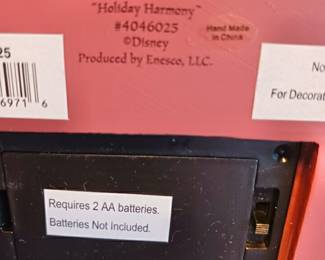 "Holiday Harmony"
#4046025
©Disney
Produced by Enesco, LLC.
Hand Made
in China
25
6971 6
No
For Decorat
Requires 2 AA batteries.
Batteries Not Included.